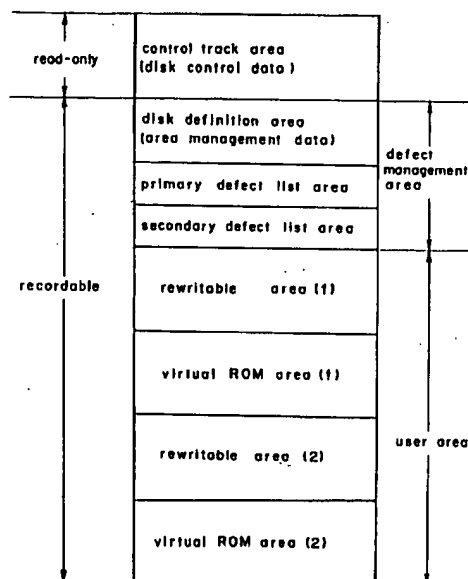 read-only
control track area
(disk control data)
disk definition area
(area management data)
primary defect list area
secondary defect list area
defect
management
area
recordable
rewritable area (1)
virtual ROM area (1)
rewritable area (2)
virtual ROM area (2)
user area